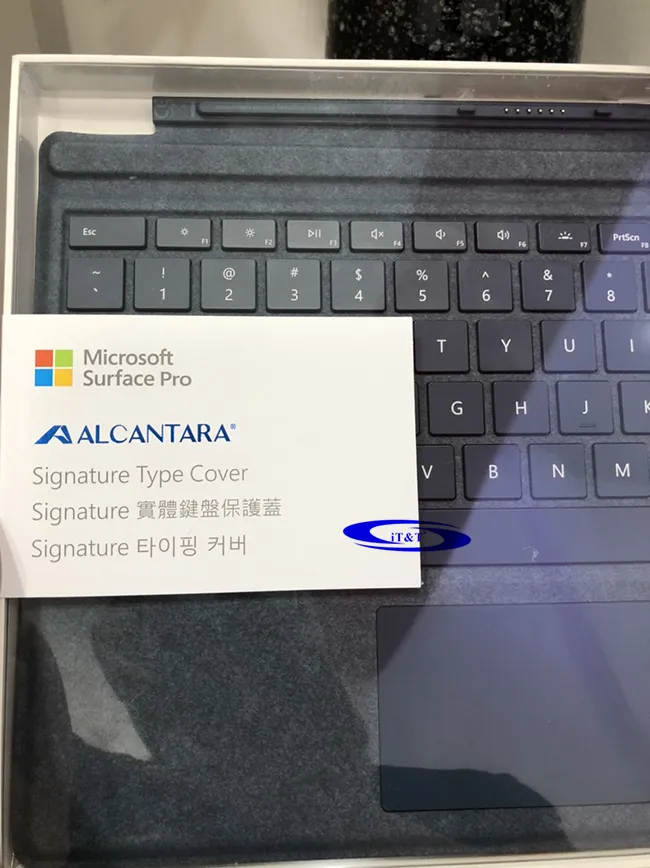 Esc F1 F2 F3 F4 F5 F6 F7 PrtScn F8
~ ! @ # $ % ^ & *
` 1 2 3 4 5 6 7 8
T Y U I
G H J K
V B N M
Microsoft
Surface Pro
ALCANTARA®
Signature Type Cover
Signature 實體鍵盤保護蓋
Signature 타이핑 커버
iT&T